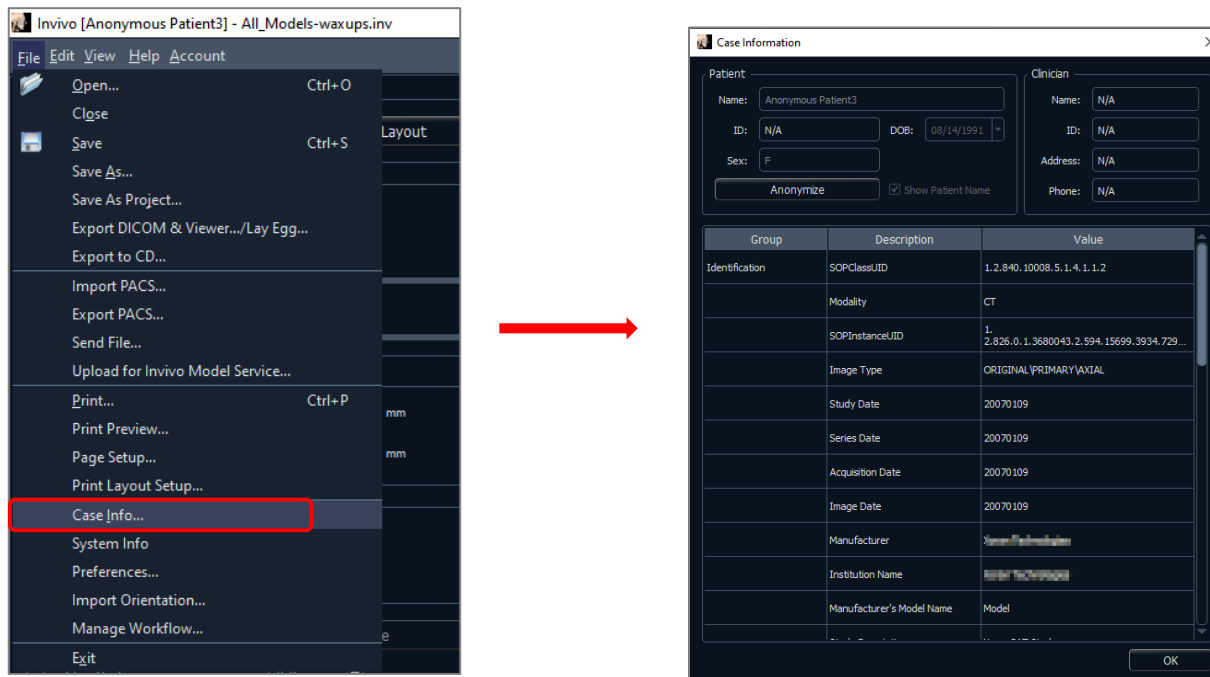 Invivo [Anonymous Patient3] - All_Models-waxups.inv
File Edit View Help Account
Open... Ctrl+O
Close
Save Ctrl+S
Save As...
Save As Project...
Export DICOM & Viewer.../Lay Egg...
Export to CD...
Import PACS...
Export PACS...
Send File...
Upload for Invivo Model Service...
Print... Ctrl+P
Print Preview...
Page Setup...
Print Layout Setup...
Case Info...
System Info
Preferences...
Import Orientation...
Manage Workflow...
Exit
Layout
mm
mm
e
Case Information
Patient
Name: Anonymous Patient3
ID: N/A DOB: 08/14/1991
Sex: F
Anonymize Show Patient Name
Clinician
Name: N/A
ID: N/A
Address: N/A
Phone: N/A
Group Description Value
Identification SOPClassUID 1.2.840.10008.5.1.4.1.1.2
Modality CT
SOPInstanceUID 1.
2.826.0.1.3680043.2.594.15699.3934.729...
Image Type ORIGINAL\PRIMARY\AXIAL
Study Date 20070109
Series Date 20070109
Acquisition Date 20070109
Image Date 20070109
Manufacturer
Institution Name
Manufacturer's Model Name Model
OK